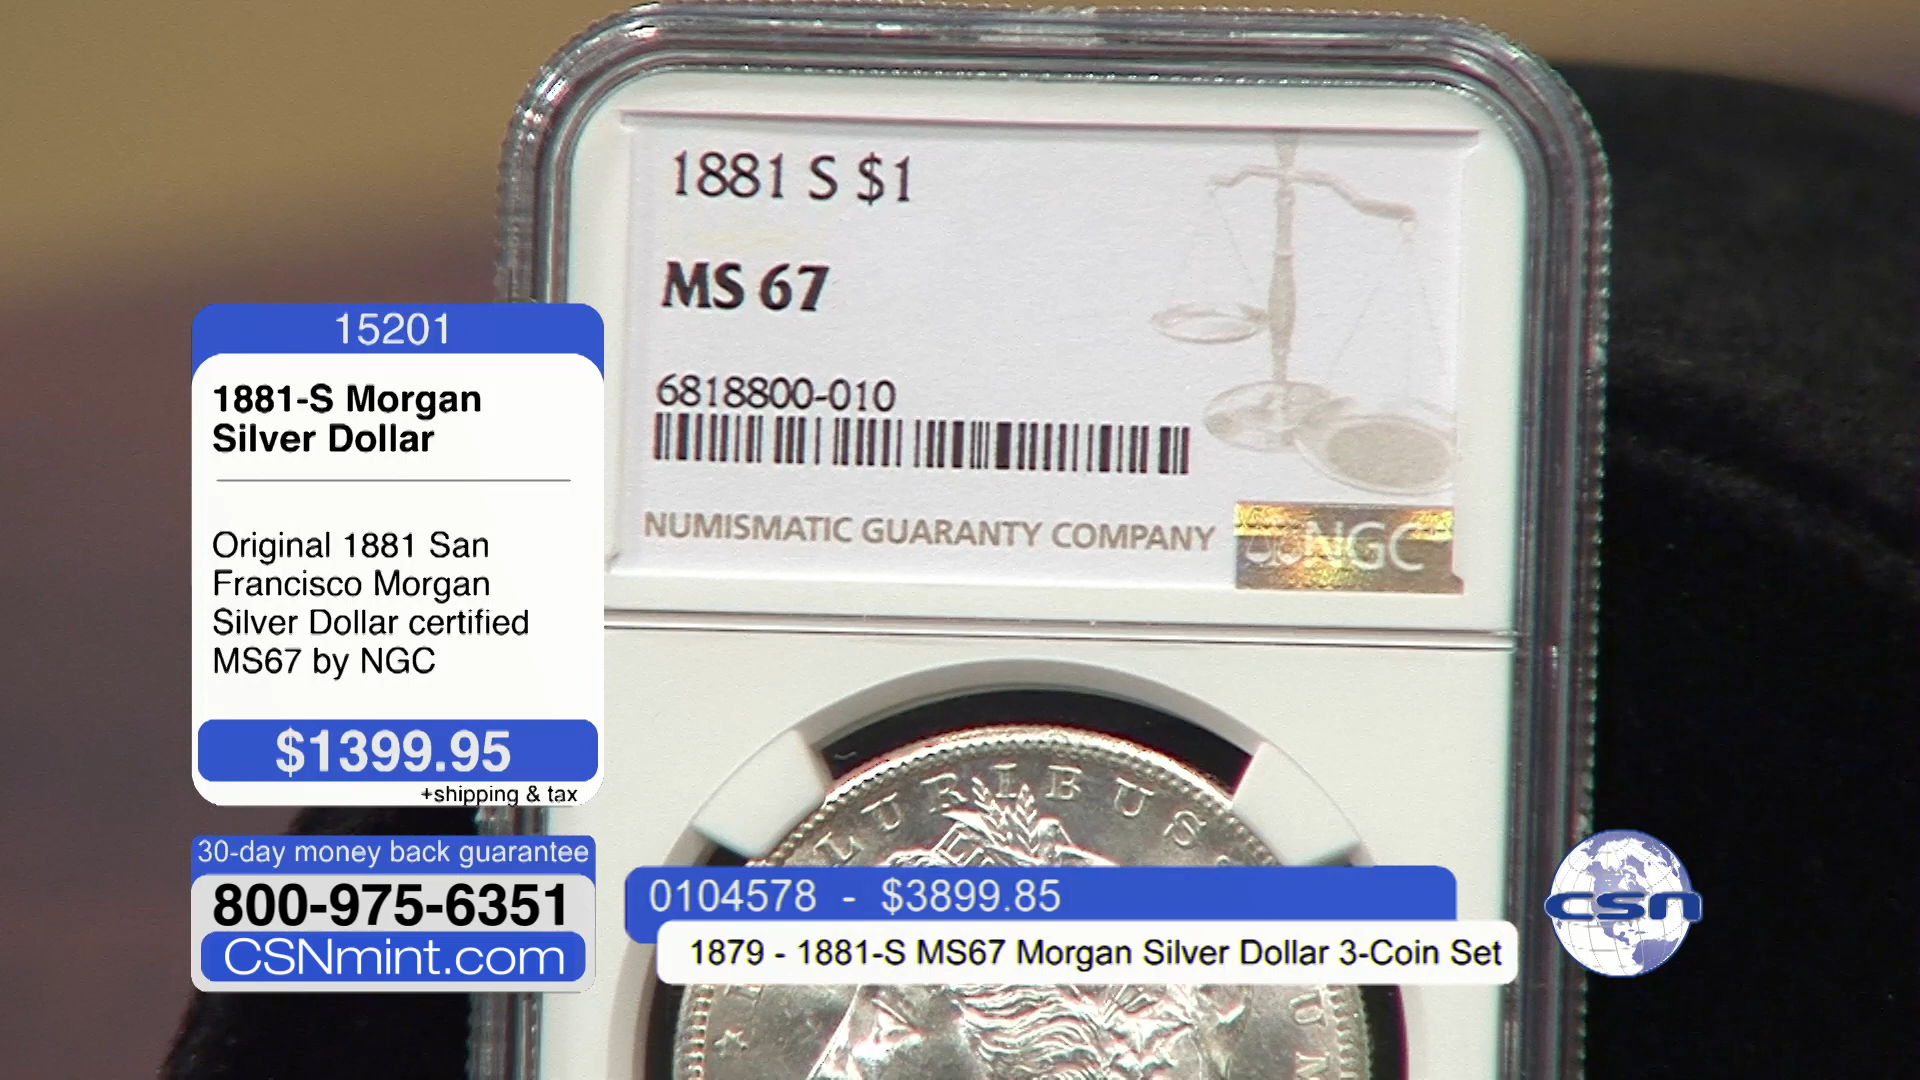 1881 S $1
MS 67
6818800-010
NUMISMATIC GUARANTY COMPANY
NGC
15201
1881-S Morgan
Silver Dollar
Original 1881 San
Francisco Morgan
Silver Dollar certified
MS67 by NGC
$1399.95
+shipping & tax
30-day money back guarantee
800-975-6351
CSNmint.com
LURIBUS
0104578 - $3899.85
1879 - 1881-S MS67 Morgan Silver Dollar 3-Coin Set
csn